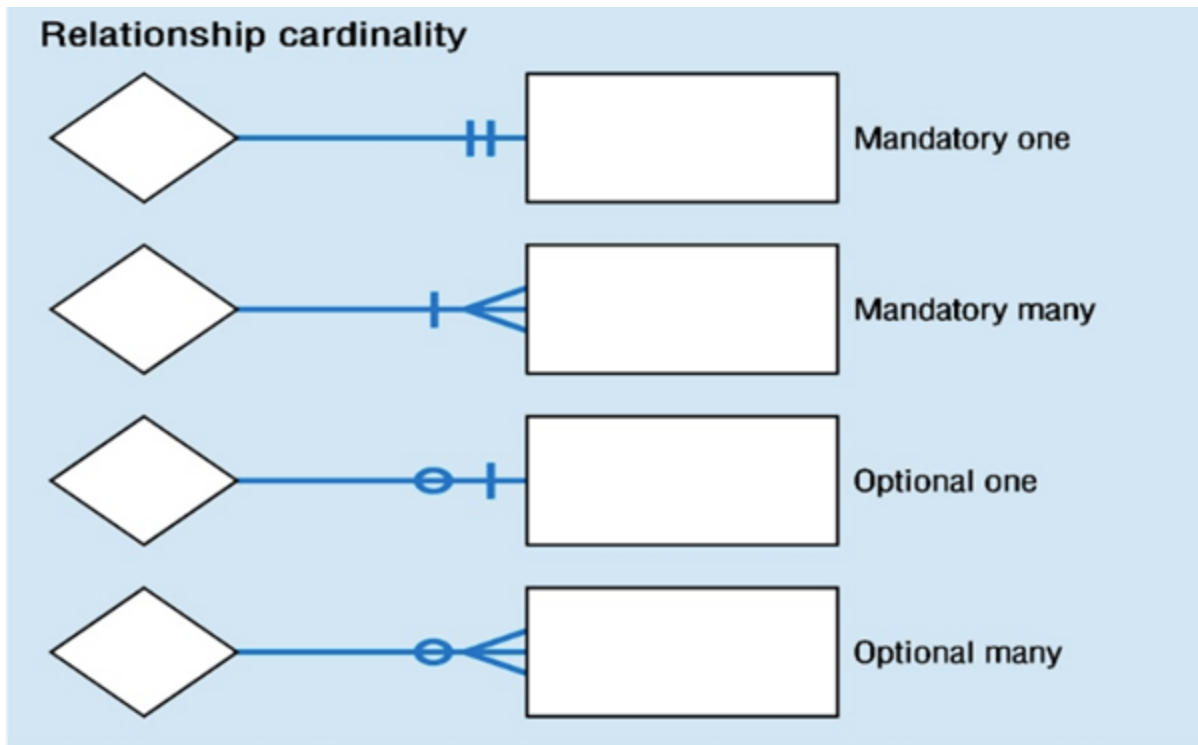 Relationship cardinality
Mandatory one
Mandatory many
Optional one
Optional many